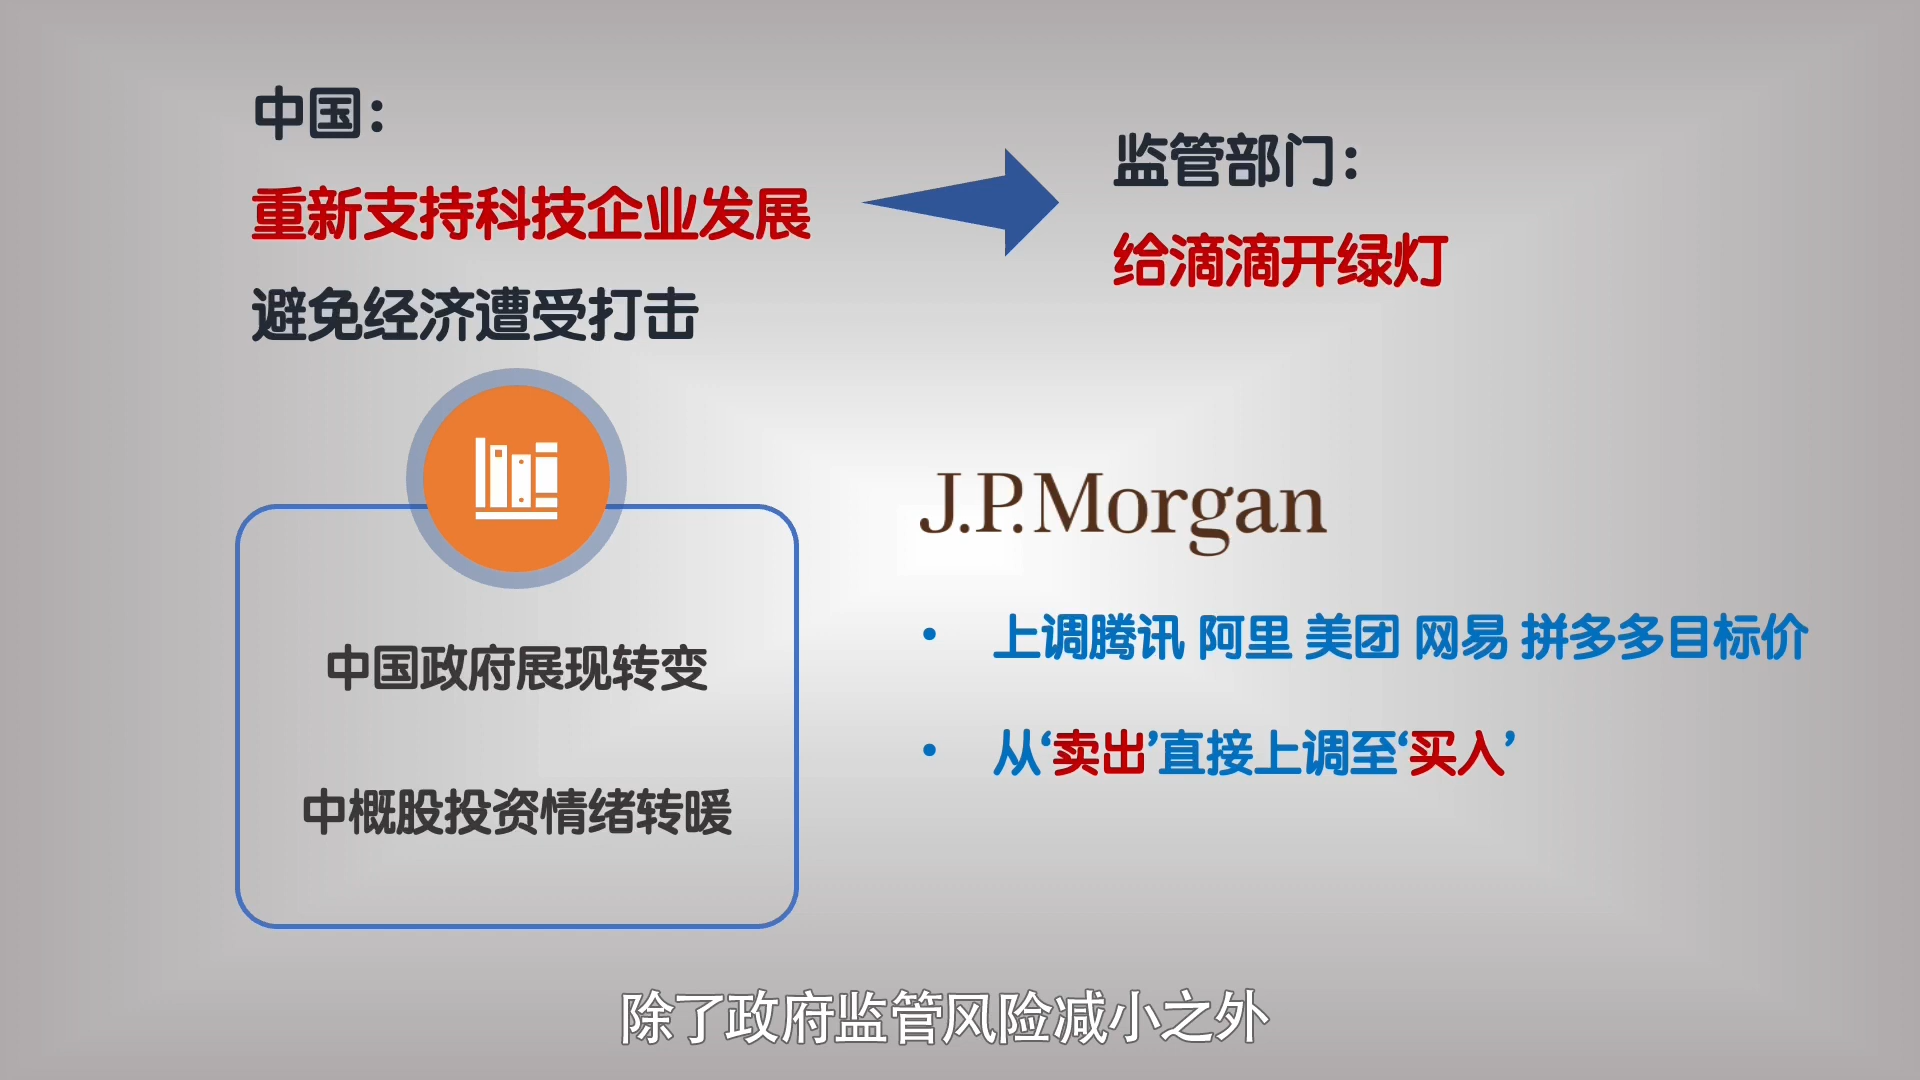 中国：
重新支持科技企业发展
避免经济遭受打击
监管部门：
给滴滴开绿灯
中国政府展现转变
中概股投资情绪转暖
J.P.Morgan
• 上调腾讯 阿里 美团 网易 拼多多目标价
• 从‘卖出’直接上调至‘买入’
除了政府监管风险减小之外